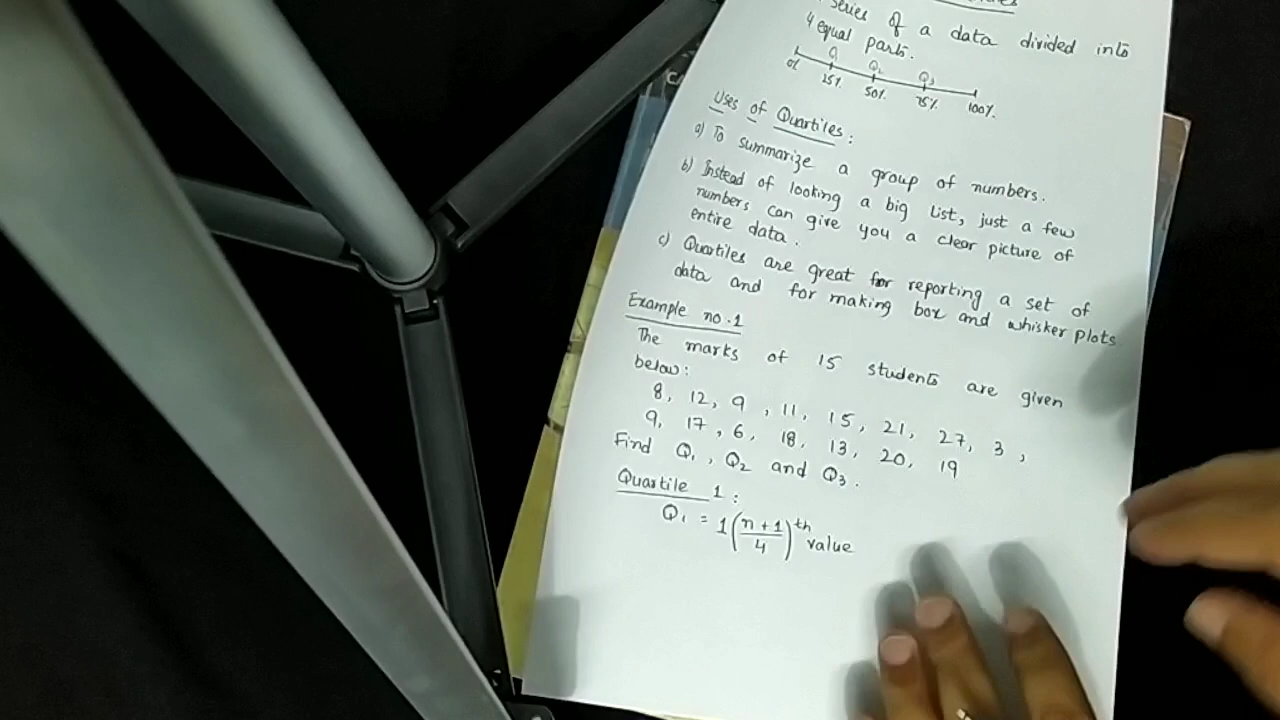 series of a data divided into
4 equal parts.
Q1 Q2 Q3
0% 25% 50% 75% 100%
Uses of Quartiles:
a) To summarize a group of numbers.
b) Instead of looking a big list, just a few
numbers can give you a clear picture of
entire data.
c) Quartiles are great for reporting a set of
data and for making box and whisker plots
Example no.1
The marks of 15 students are given
below:
8, 12, 9, 11, 15, 21, 27, 3,
9, 17, 6, 18, 13, 20, 19
Find Q1, Q2 and Q3.
Quartile 1:
Q1 = 1((n+1)/4)th value